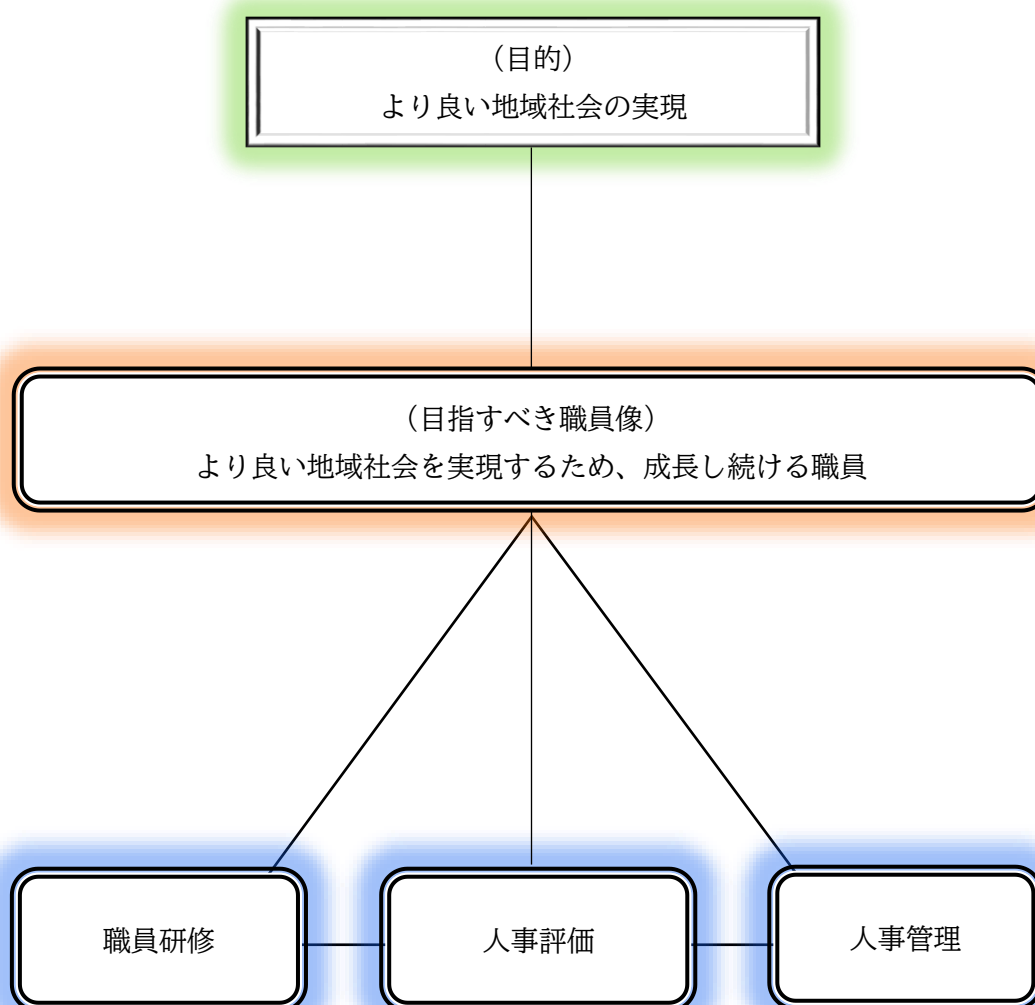 （目的）
より良い地域社会の実現
（目指すべき職員像）
より良い地域社会を実現するため、成長し続ける職員
職員研修
人事評価
人事管理